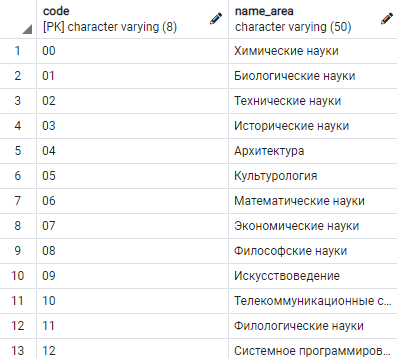 code name_area
[PK] character varying (8) character varying (50)
1 00 Химические науки
2 01 Биологические науки
3 02 Технические науки
4 03 Исторические науки
5 04 Архитектура
6 05 Культурология
7 06 Математические науки
8 07 Экономические науки
9 08 Философские науки
10 09 Искусствоведение
11 10 Телекоммуникационные с...
12 11 Филологические науки
13 12 Системное программиров...